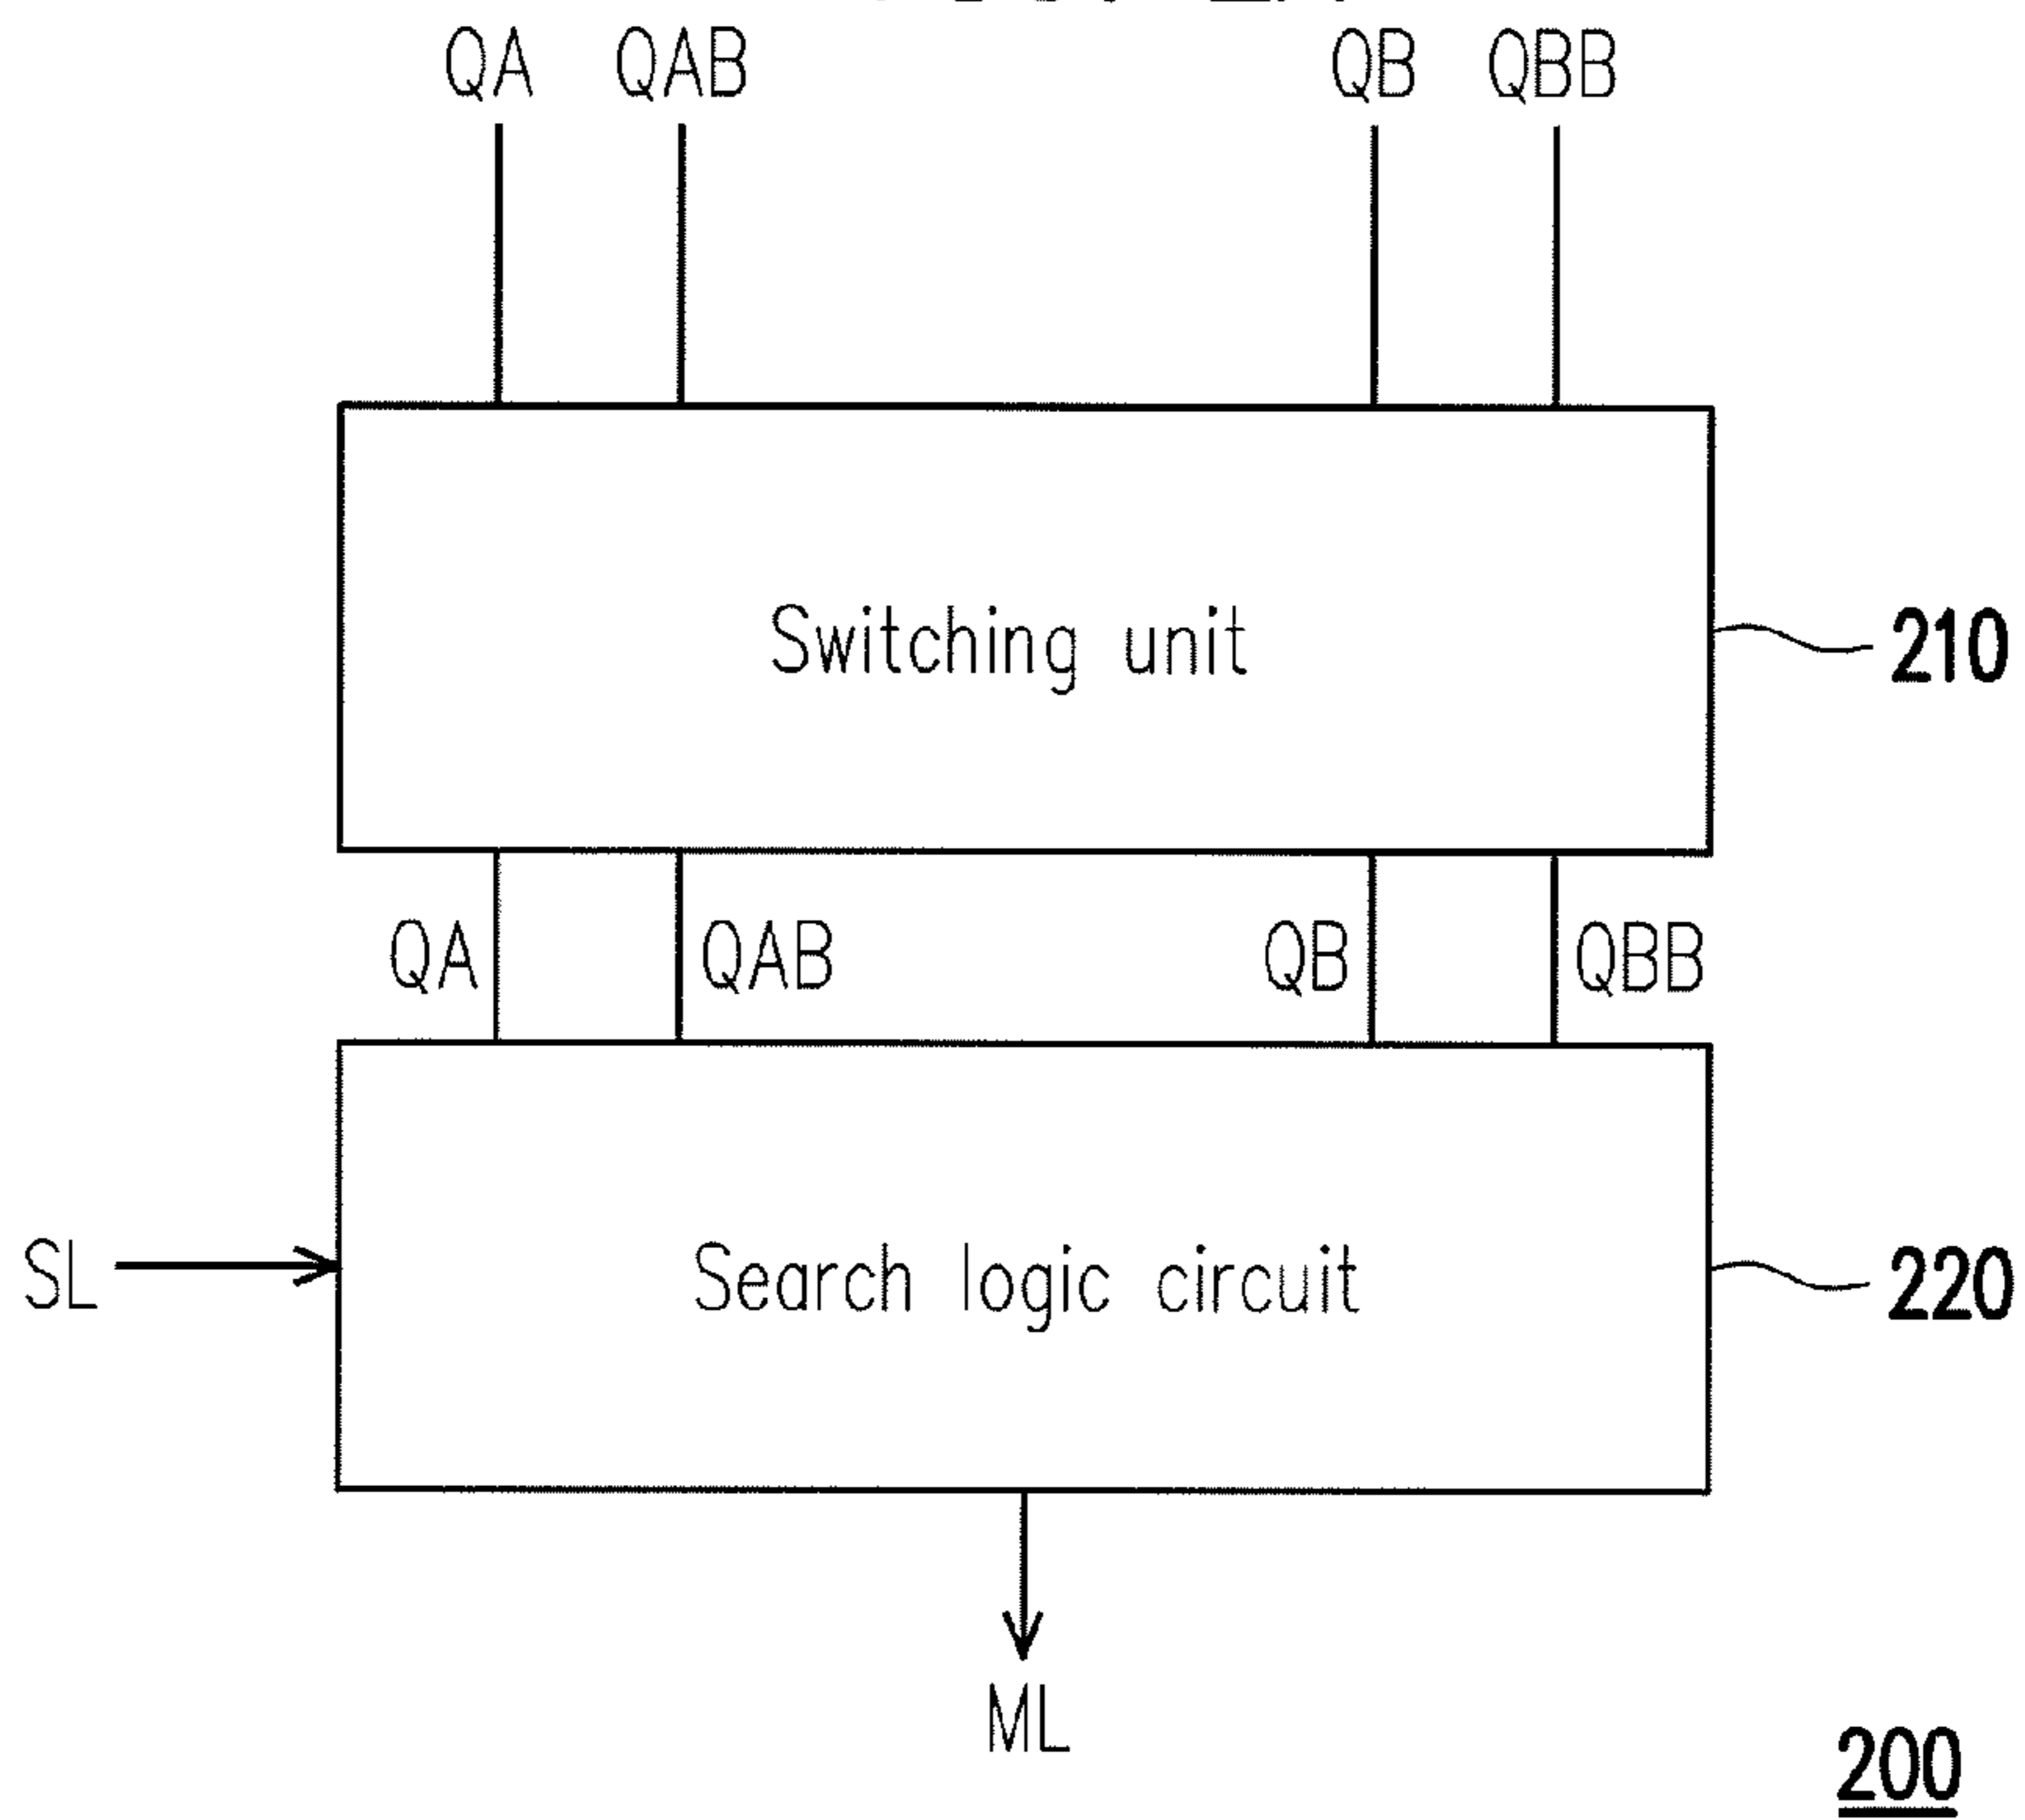 QA QAB QB QBB
Switching unit 210
QA QAB QB QBB
SL Search logic circuit 220
ML
200